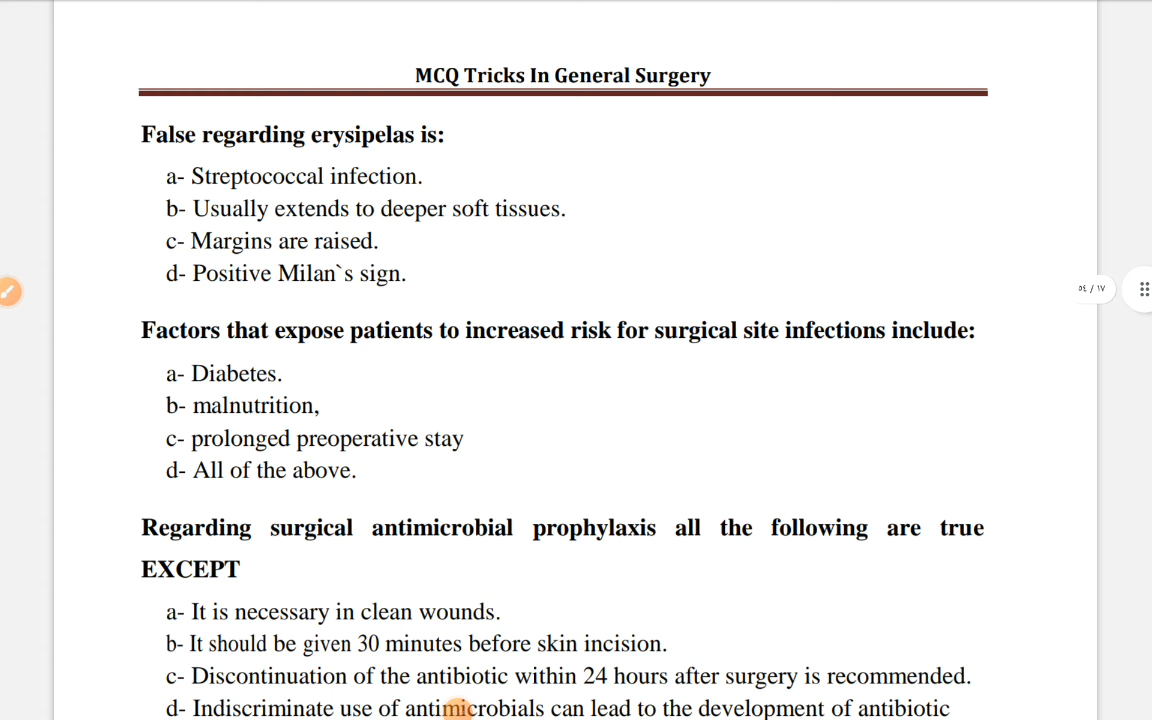 MCQ Tricks In General Surgery
False regarding erysipelas is:
a- Streptococcal infection.
b- Usually extends to deeper soft tissues.
c- Margins are raised.
d- Positive Milan`s sign.
٥٤ / ١٧
Factors that expose patients to increased risk for surgical site infections include:
a- Diabetes.
b- malnutrition,
c- prolonged preoperative stay
d- All of the above.
Regarding surgical antimicrobial prophylaxis all the following are true
EXCEPT
a- It is necessary in clean wounds.
b- It should be given 30 minutes before skin incision.
c- Discontinuation of the antibiotic within 24 hours after surgery is recommended.
d- Indiscriminate use of antimicrobials can lead to the development of antibiotic